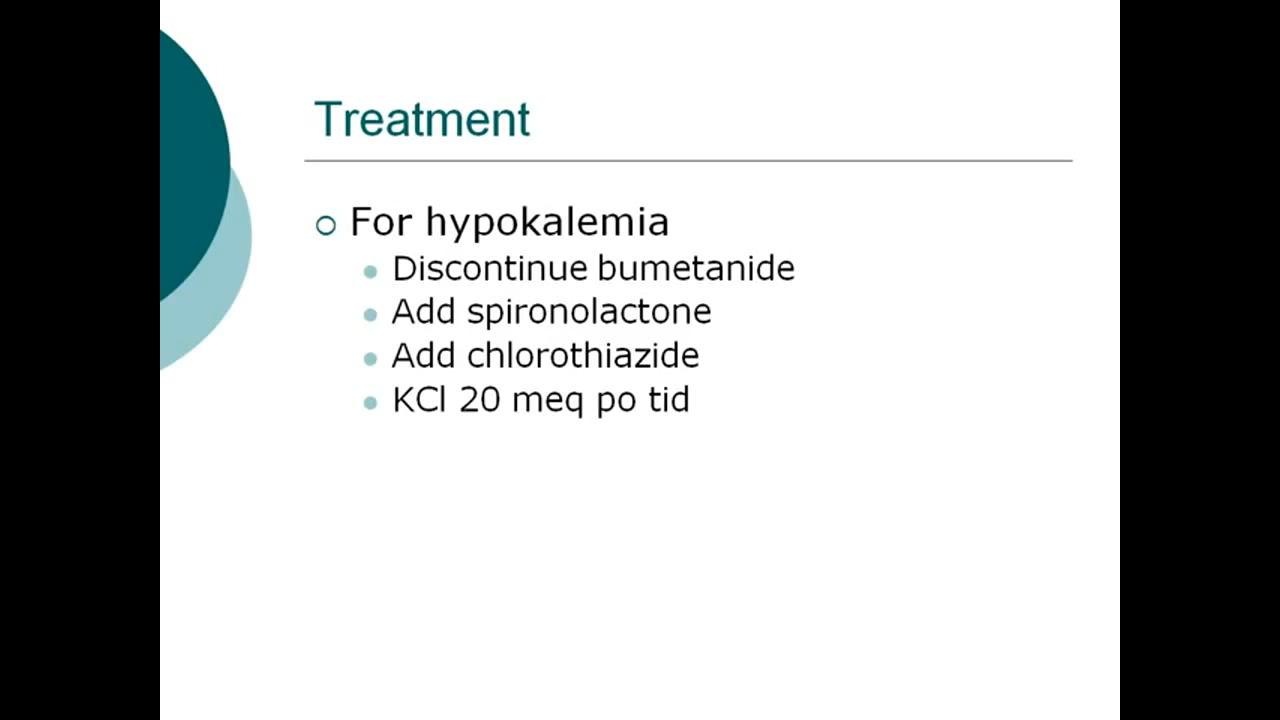 Treatment
For hypokalemia
Discontinue bumetanide
Add spironolactone
Add chlorothiazide
KCl 20 meq po tid